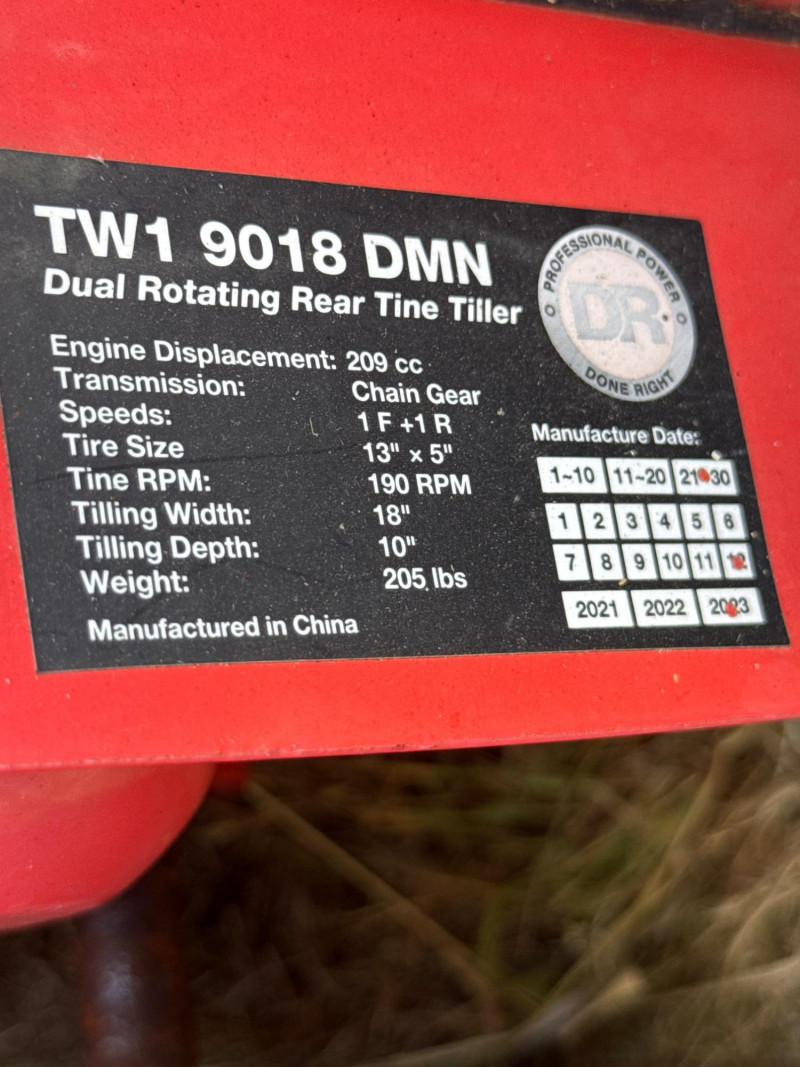 TW1 9018 DMN
Dual Rotating Rear Tine Tiller
PROFESSIONAL POWER
DR.
DONE RIGHT
Engine Displacement: 209 cc
Transmission: Chain Gear
Speeds: 1 F +1 R
Tire Size 13" x 5"
Tine RPM: 190 RPM
Tilling Width: 18"
Tilling Depth: 10"
Weight: 205 lbs
Manufactured in China
Manufacture Date:
1~10 11~20 21~30
1 2 3 4 5 6
7 8 9 10 11 12
2021 2022 2023